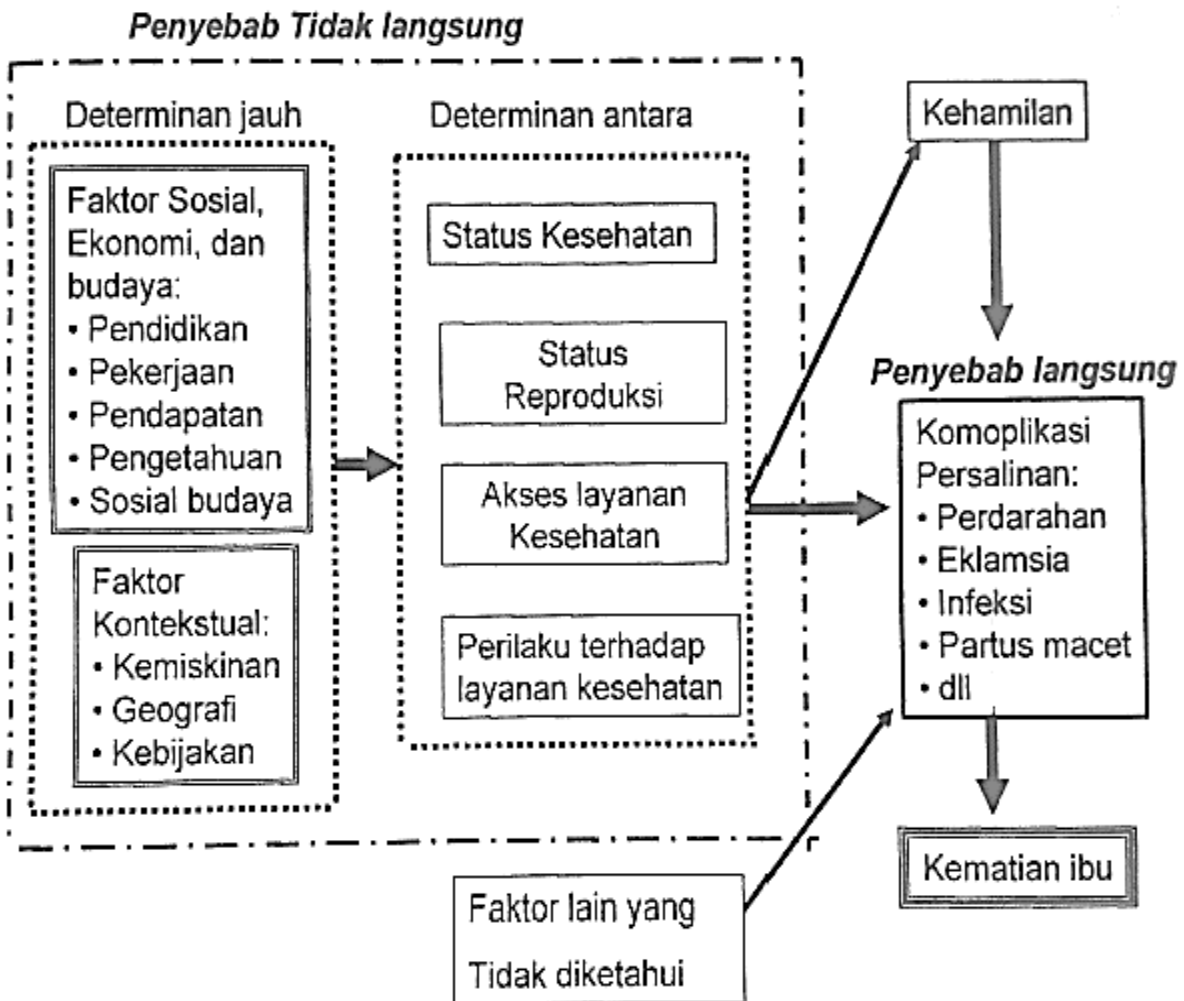 Penyebab Tidak langsung
Determinan jauh
Faktor Sosial,
Ekonomi, dan
budaya:
• Pendidikan
• Pekerjaan
• Pendapatan
• Pengetahuan
• Sosial budaya
Faktor
Kontekstual:
• Kemiskinan
• Geografi
• Kebijakan
Determinan antara
Status Kesehatan
Status
Reproduksi
Akses layanan
Kesehatan
Perilaku terhadap
layanan kesehatan
Kehamilan
Penyebab langsung
Komoplikasi
Persalinan:
• Perdarahan
• Eklamsia
• Infeksi
• Partus macet
• dll
Kematian ibu
Faktor lain yang
Tidak diketahui